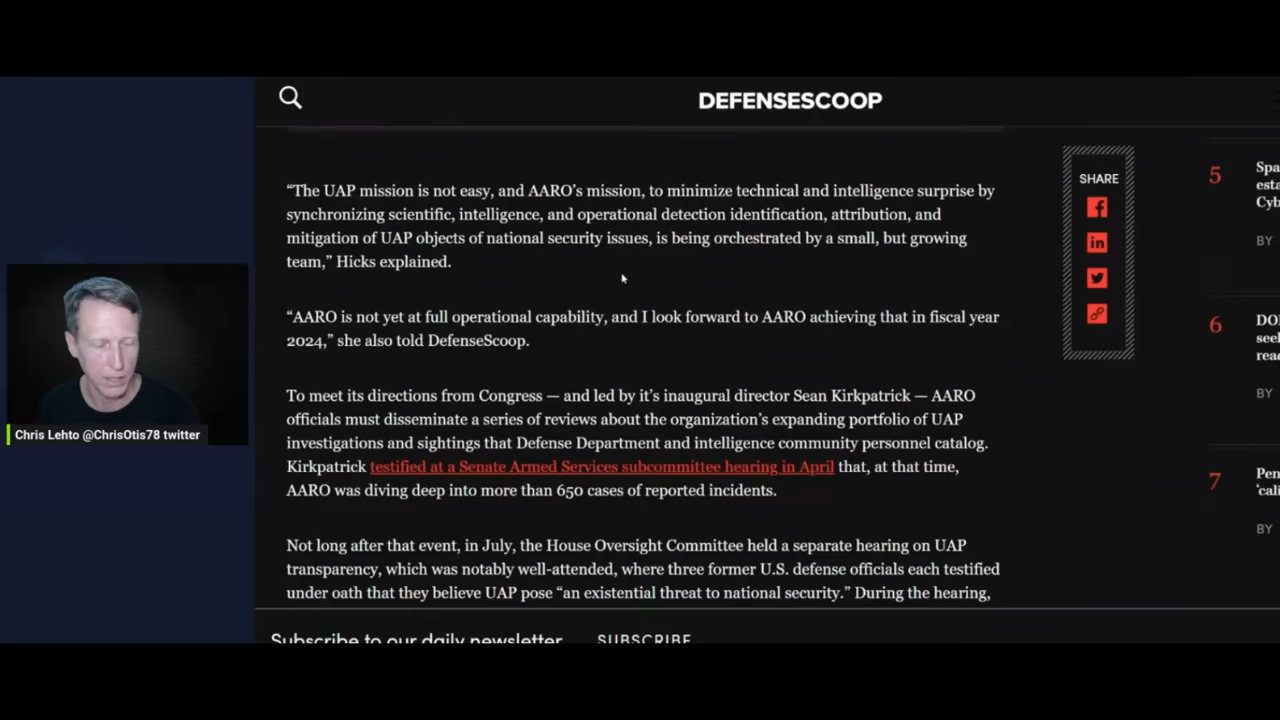 DEFENSESCOOP
“The UAP mission is not easy, and AARO’s mission, to minimize technical and intelligence surprise by
synchronizing scientific, intelligence, and operational detection identification, attribution, and
mitigation of UAP objects of national security issues, is being orchestrated by a small, but growing
team,” Hicks explained.
“AARO is not yet at full operational capability, and I look forward to AARO achieving that in fiscal year
2024,” she also told DefenseScoop.
To meet its directions from Congress — and led by it’s inaugural director Sean Kirkpatrick — AARO
officials must disseminate a series of reviews about the organization’s expanding portfolio of UAP
investigations and sightings that Defense Department and intelligence community personnel catalog.
Kirkpatrick testified at a Senate Armed Services subcommittee hearing in April that, at that time,
AARO was diving deep into more than 650 cases of reported incidents.
Not long after that event, in July, the House Oversight Committee held a separate hearing on UAP
transparency, which was notably well-attended, where three former U.S. defense officials each testified
under oath that they believe UAP pose “an existential threat to national security.” During the hearing,
Subscribe to our daily newsletter
SUBSCRIBE
SHARE
in
5
Spa
esta
Cyb
BY
6
DOI
seel
rea
BY
7
Pen
‘cali
BY
Chris Lehto @ChrisOtis78 twitter